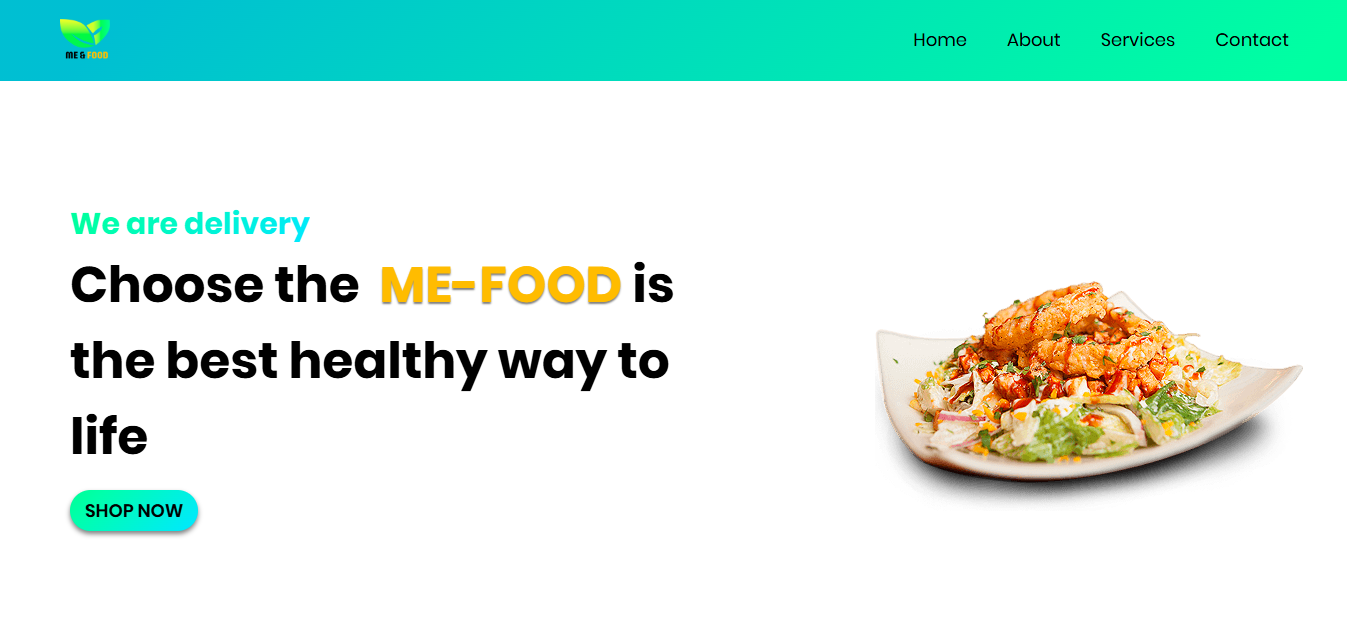 ME & FOOD
Home About Services Contact
We are delivery
Choose the ME-FOOD is
the best healthy way to
life
SHOP NOW